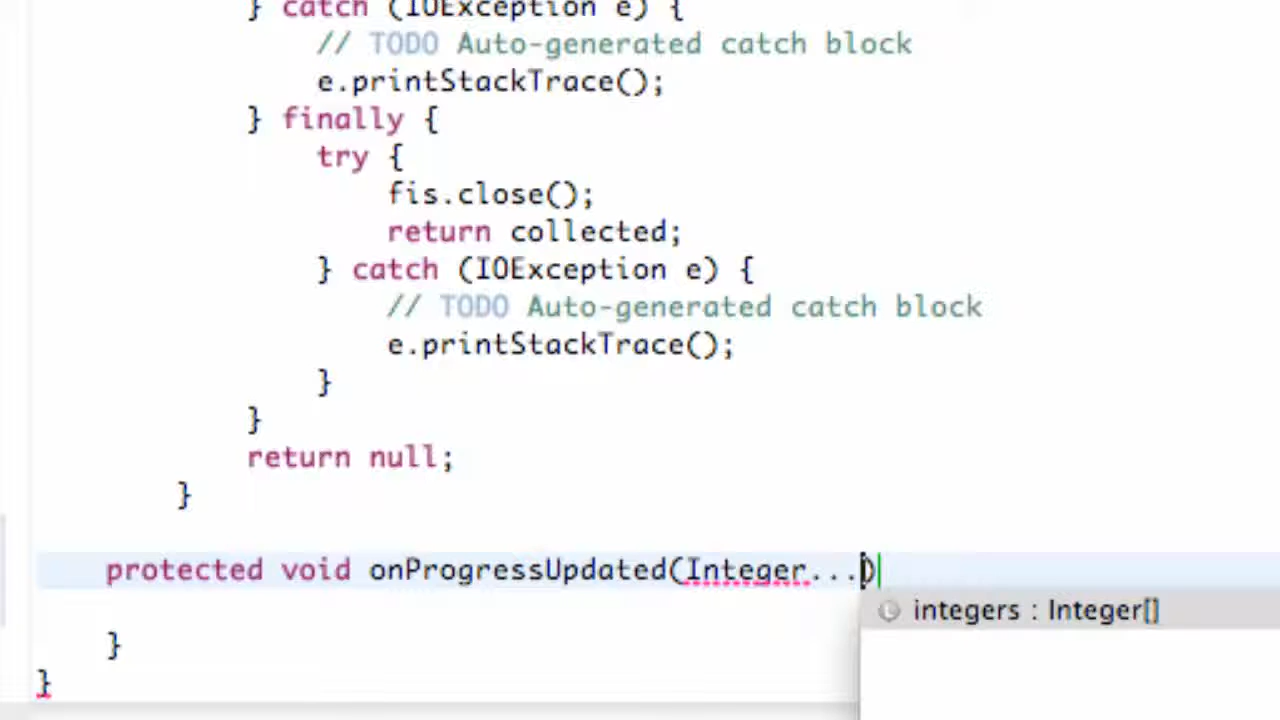 } catch (IOException e) {
// TODO Auto-generated catch block
e.printStackTrace();
} finally {
try {
fis.close();
return collected;
} catch (IOException e) {
// TODO Auto-generated catch block
e.printStackTrace();
}
}
return null;
}
protected void onProgressUpdated(Integer...)
L integers : Integer[]
}
}